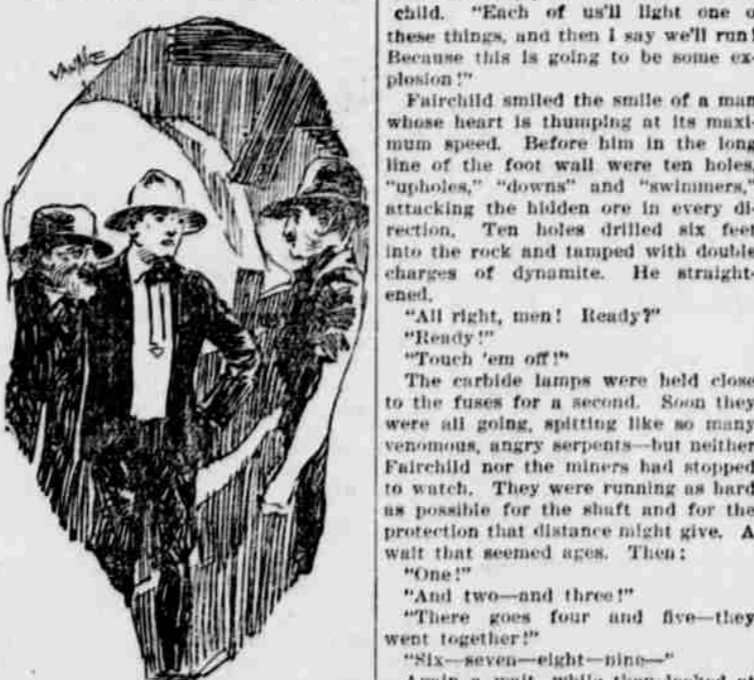 child. "Each of us'll light one o
these things, and then I say we'll run!
Because this is going to be some ex-
plosion!"
Fairchild smiled the smile of a man
whose heart is thumping at its maxi-
mum speed. Before him in the long
line of the foot wall were ten holes,
"upholes," "downs" and "swimmers,"
attacking the hidden ore in every di-
rection. Ten holes drilled six feet
into the rock and tamped with double
charges of dynamite. He straight-
ened.
"All right, men! Ready?"
"Ready!"
"Touch 'em off!"
The carbide lamps were held close
to the fuses for a second. Soon they
were all going, spitting like so many
venomous, angry serpents—but neither
Fairchild nor the miners had stopped
to watch. They were running as hard
as possible for the shaft and for the
protection that distance might give. A
wait that seemed ages. Then:
"One!"
"And two—and three!"
"There goes four and five—they
went together!"
"Six—seven—eight—nine—"
Again a wait, while they looked at